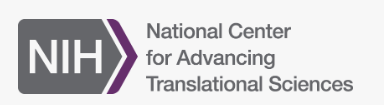 NIH
National Center
for Advancing
Translational Sciences